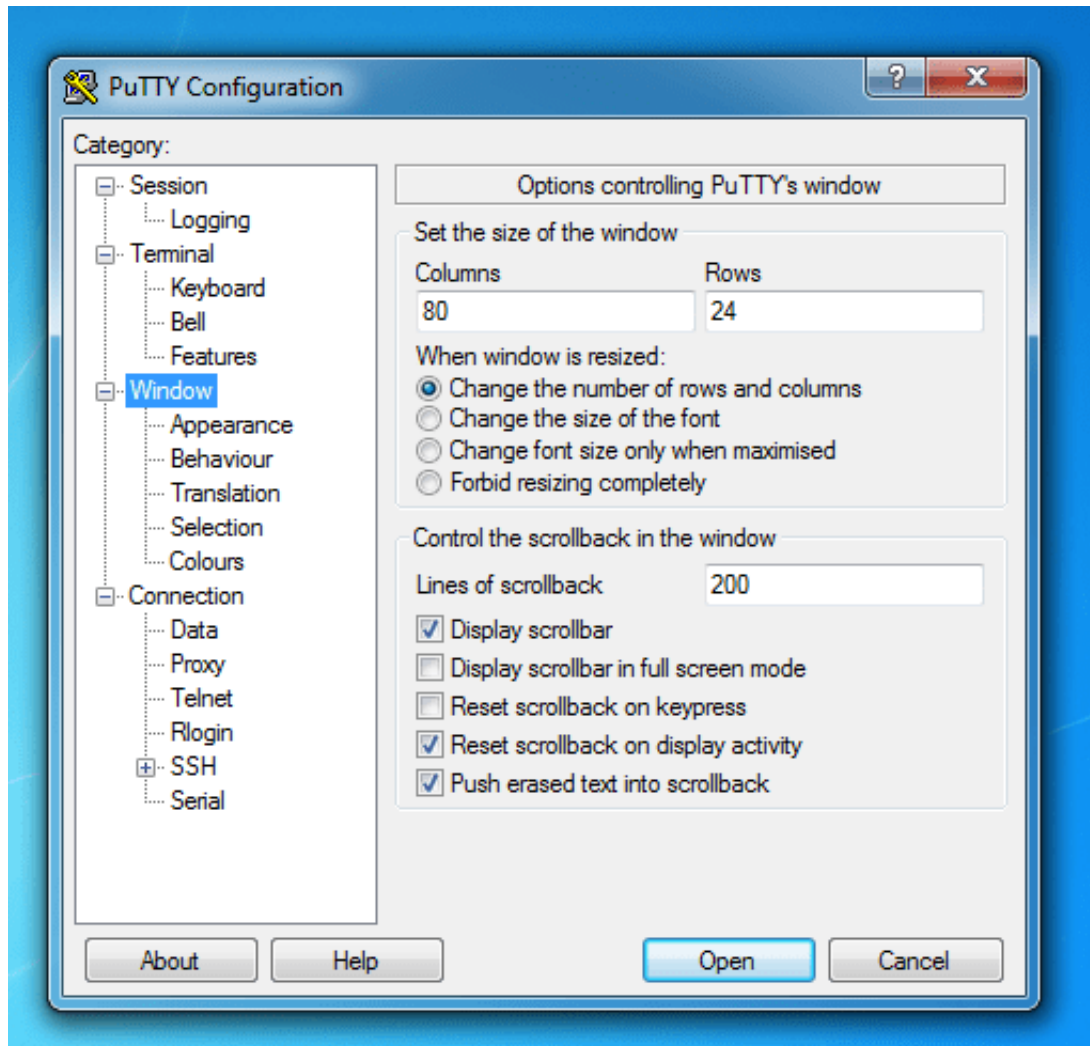 PuTTY Configuration
?
X
Category:
Session
Logging
Terminal
Keyboard
Bell
Features
Window
Appearance
Behaviour
Translation
Selection
Colours
Connection
Data
Proxy
Telnet
Rlogin
SSH
Serial
Options controlling PuTTY's window
Set the size of the window
Columns Rows
80 24
When window is resized:
Change the number of rows and columns
Change the size of the font
Change font size only when maximised
Forbid resizing completely
Control the scrollback in the window
Lines of scrollback 200
Display scrollbar
Display scrollbar in full screen mode
Reset scrollback on keypress
Reset scrollback on display activity
Push erased text into scrollback
About Help Open Cancel